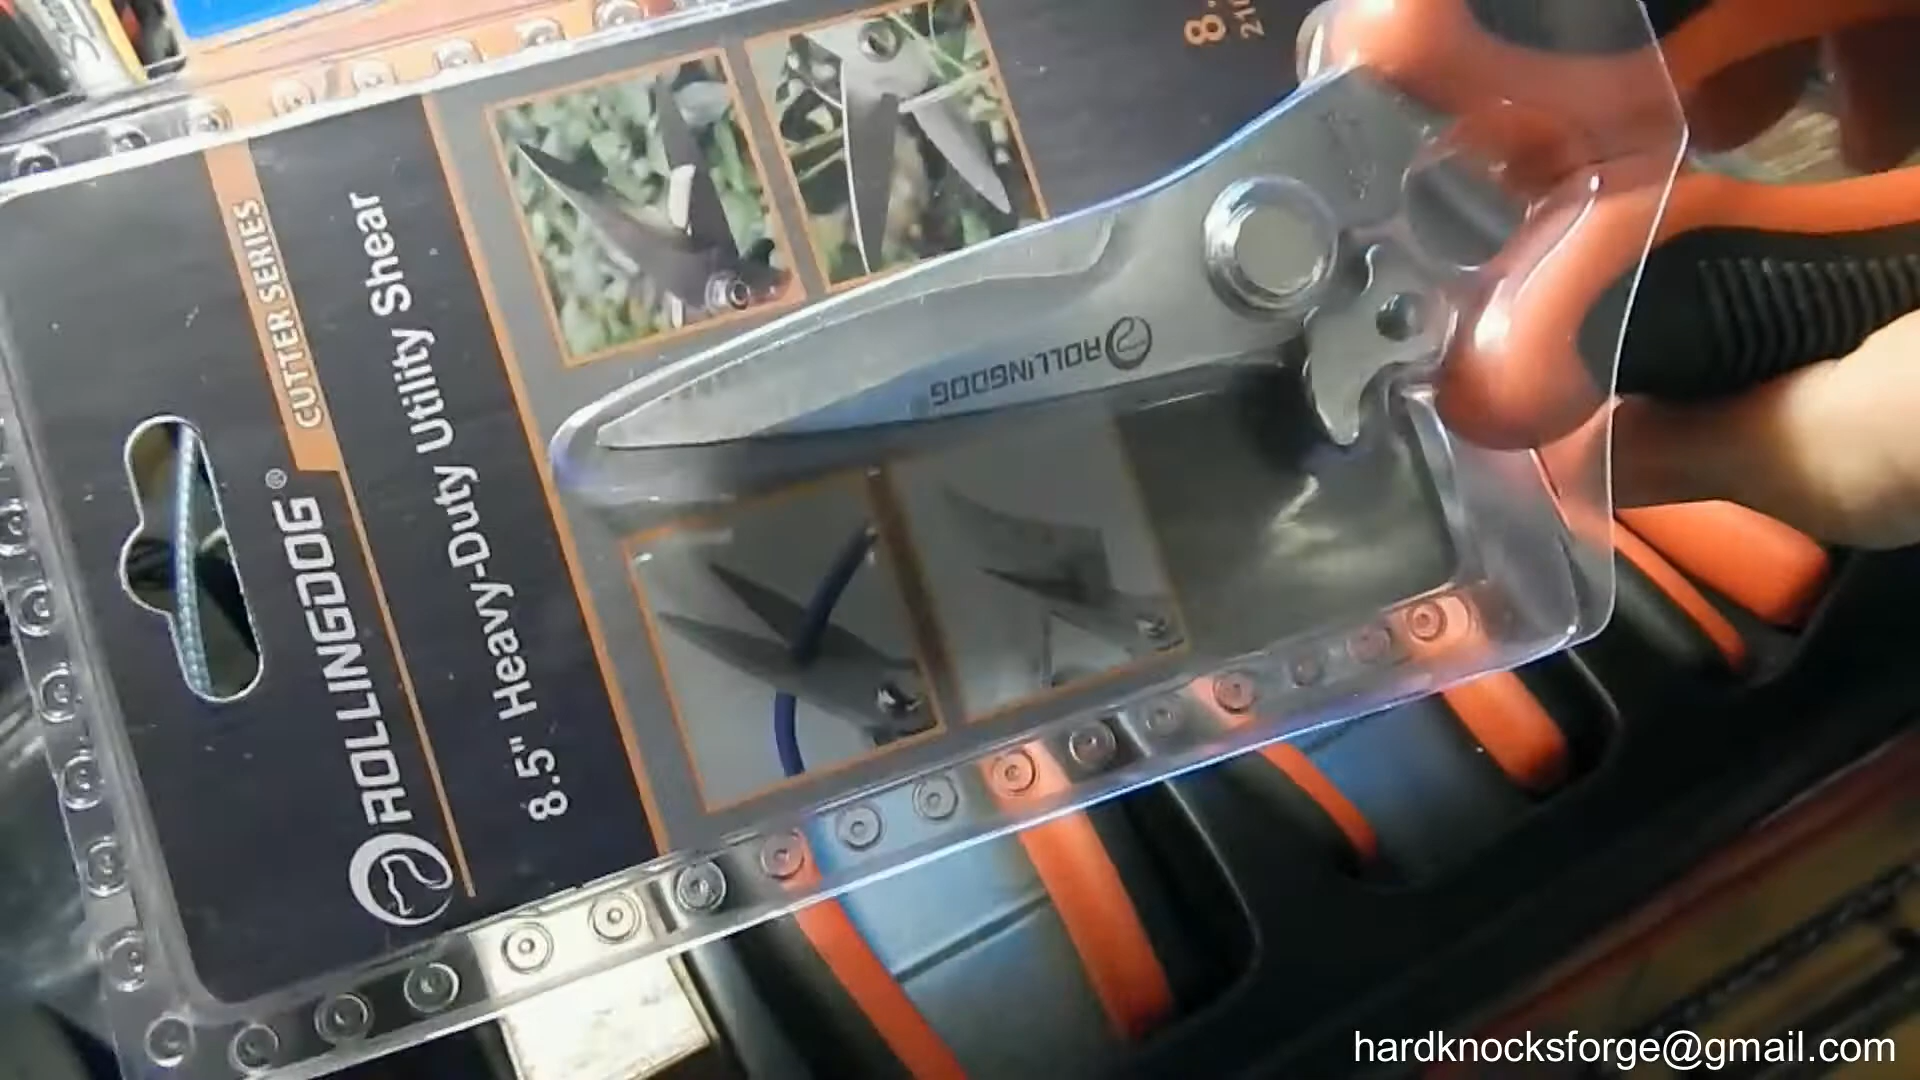 CUTTER SERIES
ROLLINGDOG®
8.5" Heavy-Duty Utility Shear
ROLLINGDOG
hardknocksforge@gmail.com